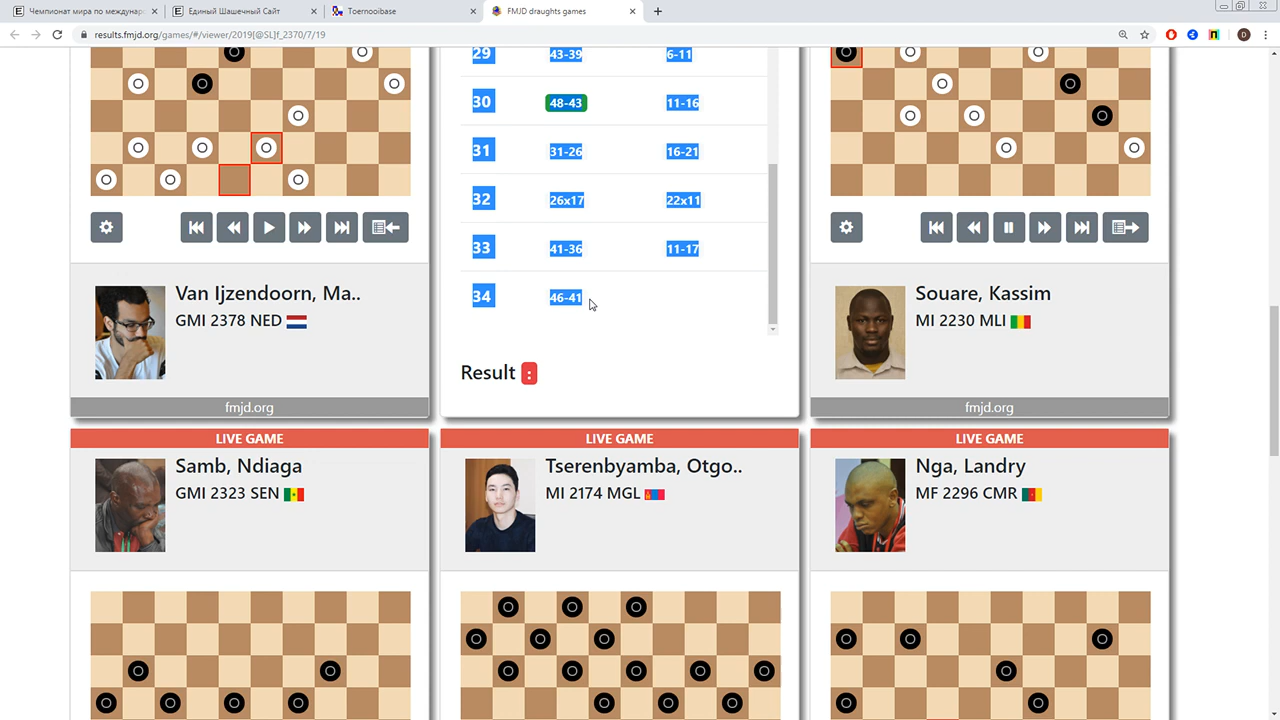 Чемпионат мира по междунаρ
Единый Шашечный Сайт
Toernooibase
FMJD draughts games
results.fmjd.org/games/#/viewer/2019[@SL]f_2370/7/19
D
29 43-39 6-11
30 48-43 11-16
31 31-26 16-21
32 26x17 22x11
33 41-36 11-17
34 46-41
Result :
Van Ijzendoorn, Ma..
GMI 2378 NED
fmjd.org
Souare, Kassim
MI 2230 MLI
fmjd.org
LIVE GAME
Samb, Ndiaga
GMI 2323 SEN
LIVE GAME
Tserenbyamba, Otgo..
MI 2174 MGL
LIVE GAME
Nga, Landry
MF 2296 CMR